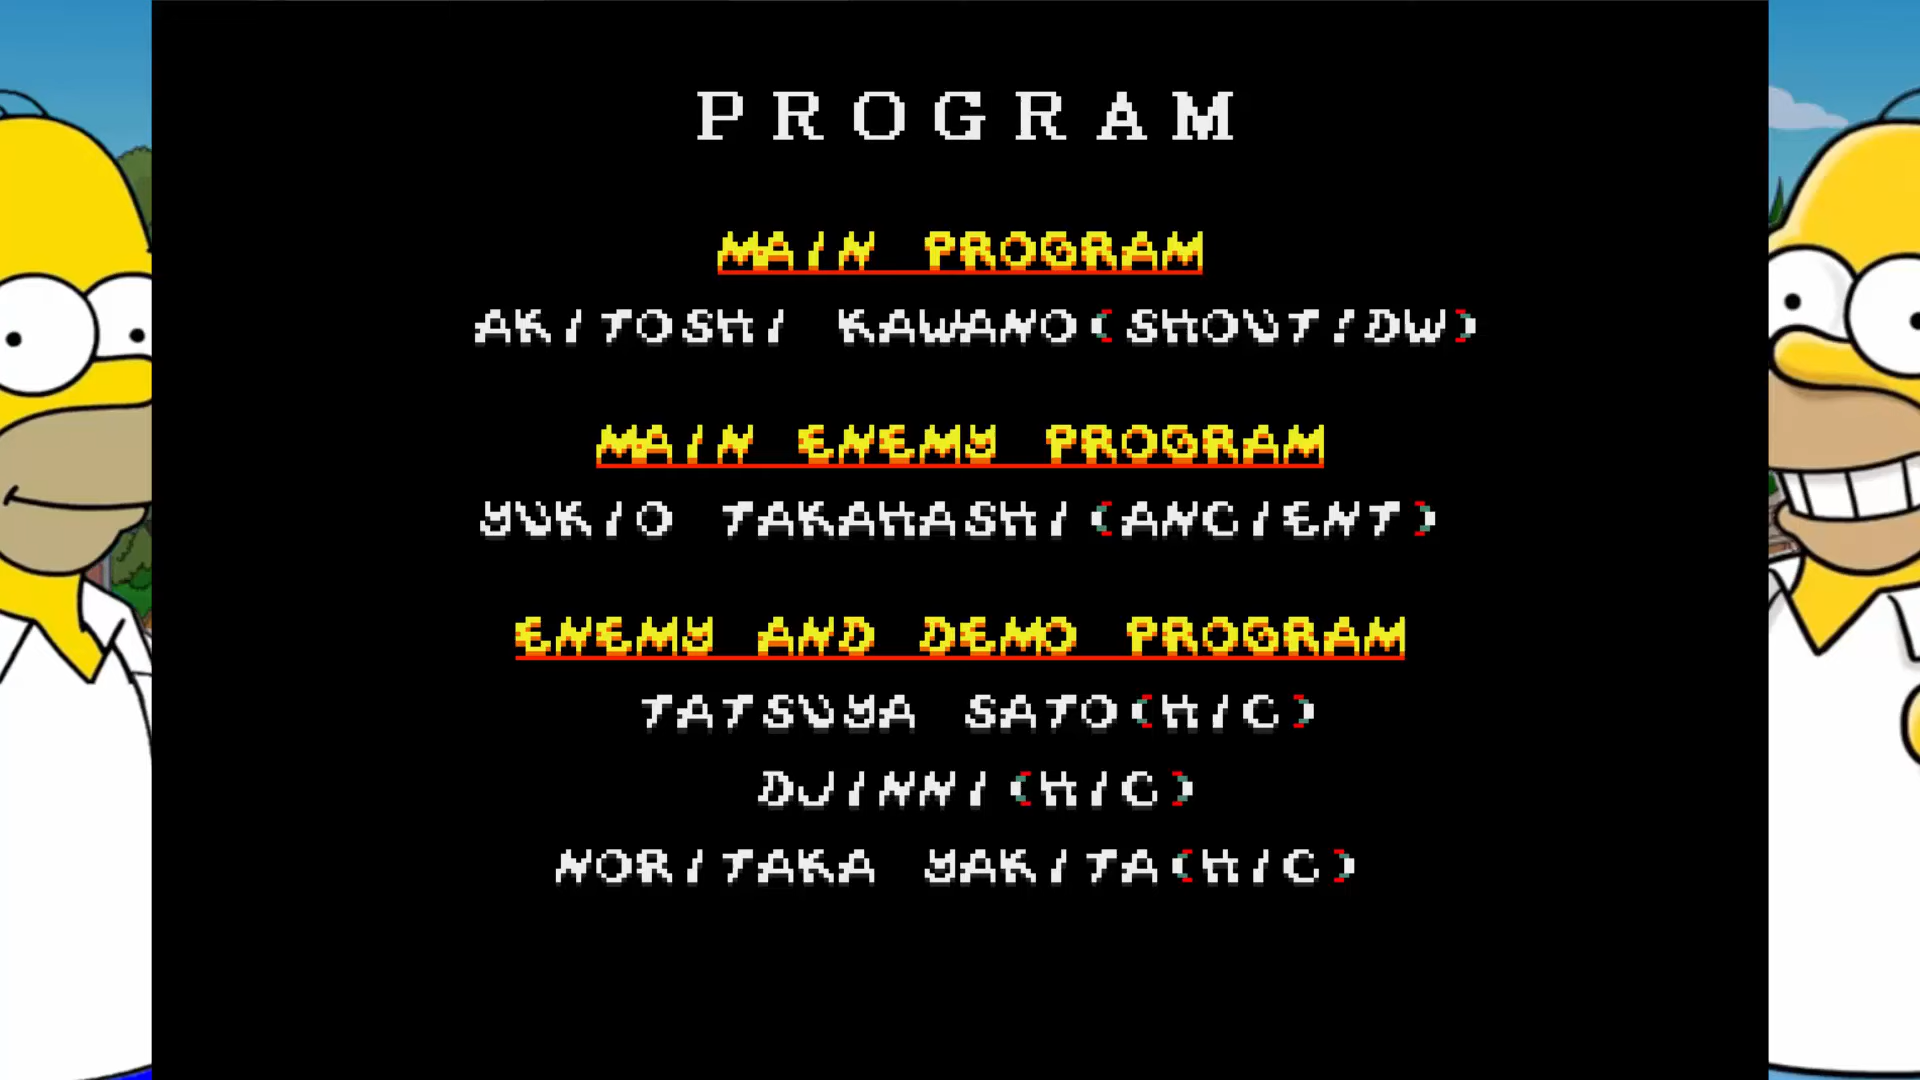 PROGRAM
MAIN PROGRAM
AKITOSHI KAWANO(SHOUT!DW)
MAIN ENEMY PROGRAM
YUKIO TAKAHASHI(ANCIENT)
ENEMY AND DEMO PROGRAM
TATSUYA SATO(HIC)
DJINNI(HIC)
NORITAKA YAKITA(HIC)